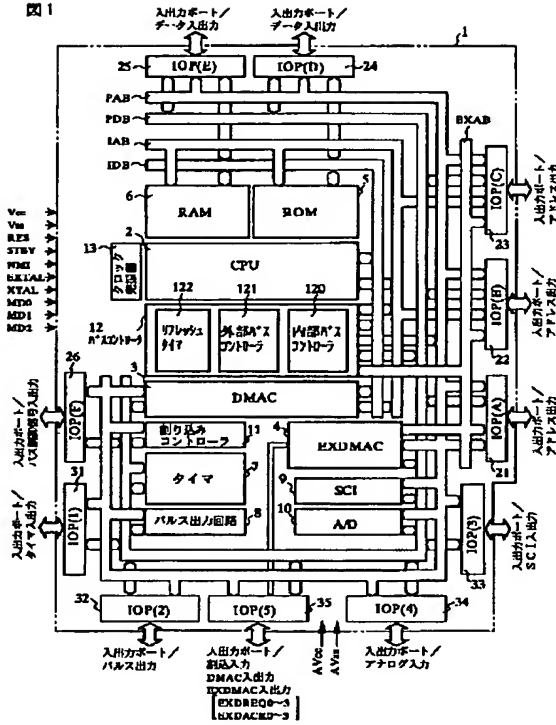 図1
入出力ポート/
データ入出力
入出力ポート/
データ入出力
1
25
IOP(E)
IOP(D)
24
PAB
PDB
IAB
IDB
EXAB
6
RAM
ROM
5
IOP(C)
入出力ポート/
アドレス出力
23
Vcc
Vss
RES
STBY
NMI
EXTAL
XTAL
MD0
MD1
MD2
13
クロック
発振器
2
CPU
12
バスコントローラ
122
リフレッシュ
タイマ
121
外部バス
コントローラ
120
内部バス
コントローラ
IOP(B)
入出力ポート/
アドレス出力
22
26
IOP(F)
入出力ポート/
バス制御信号入出力
3
DMAC
割り込み
コントローラ
11
4
EXDMAC
IOP(A)
入出力ポート/
アドレス出力
21
タイマ
7
9
SCI
31
IOP(1)
入出力ポート/
タイマ入出力
パルス出力回路
8
10
A/D
IOP(3)
入出力ポート/
SCI入出力
33
32
IOP(2)
IOP(5)
35
IOP(4)
34
入出力ポート/
パルス出力
入出力ポート/
割込入力
DMAC入出力
EXDMAC入出力
EXDREQ0~3
EXDACK0~3
AVcc
AVss
入出力ポート/
アナログ入力